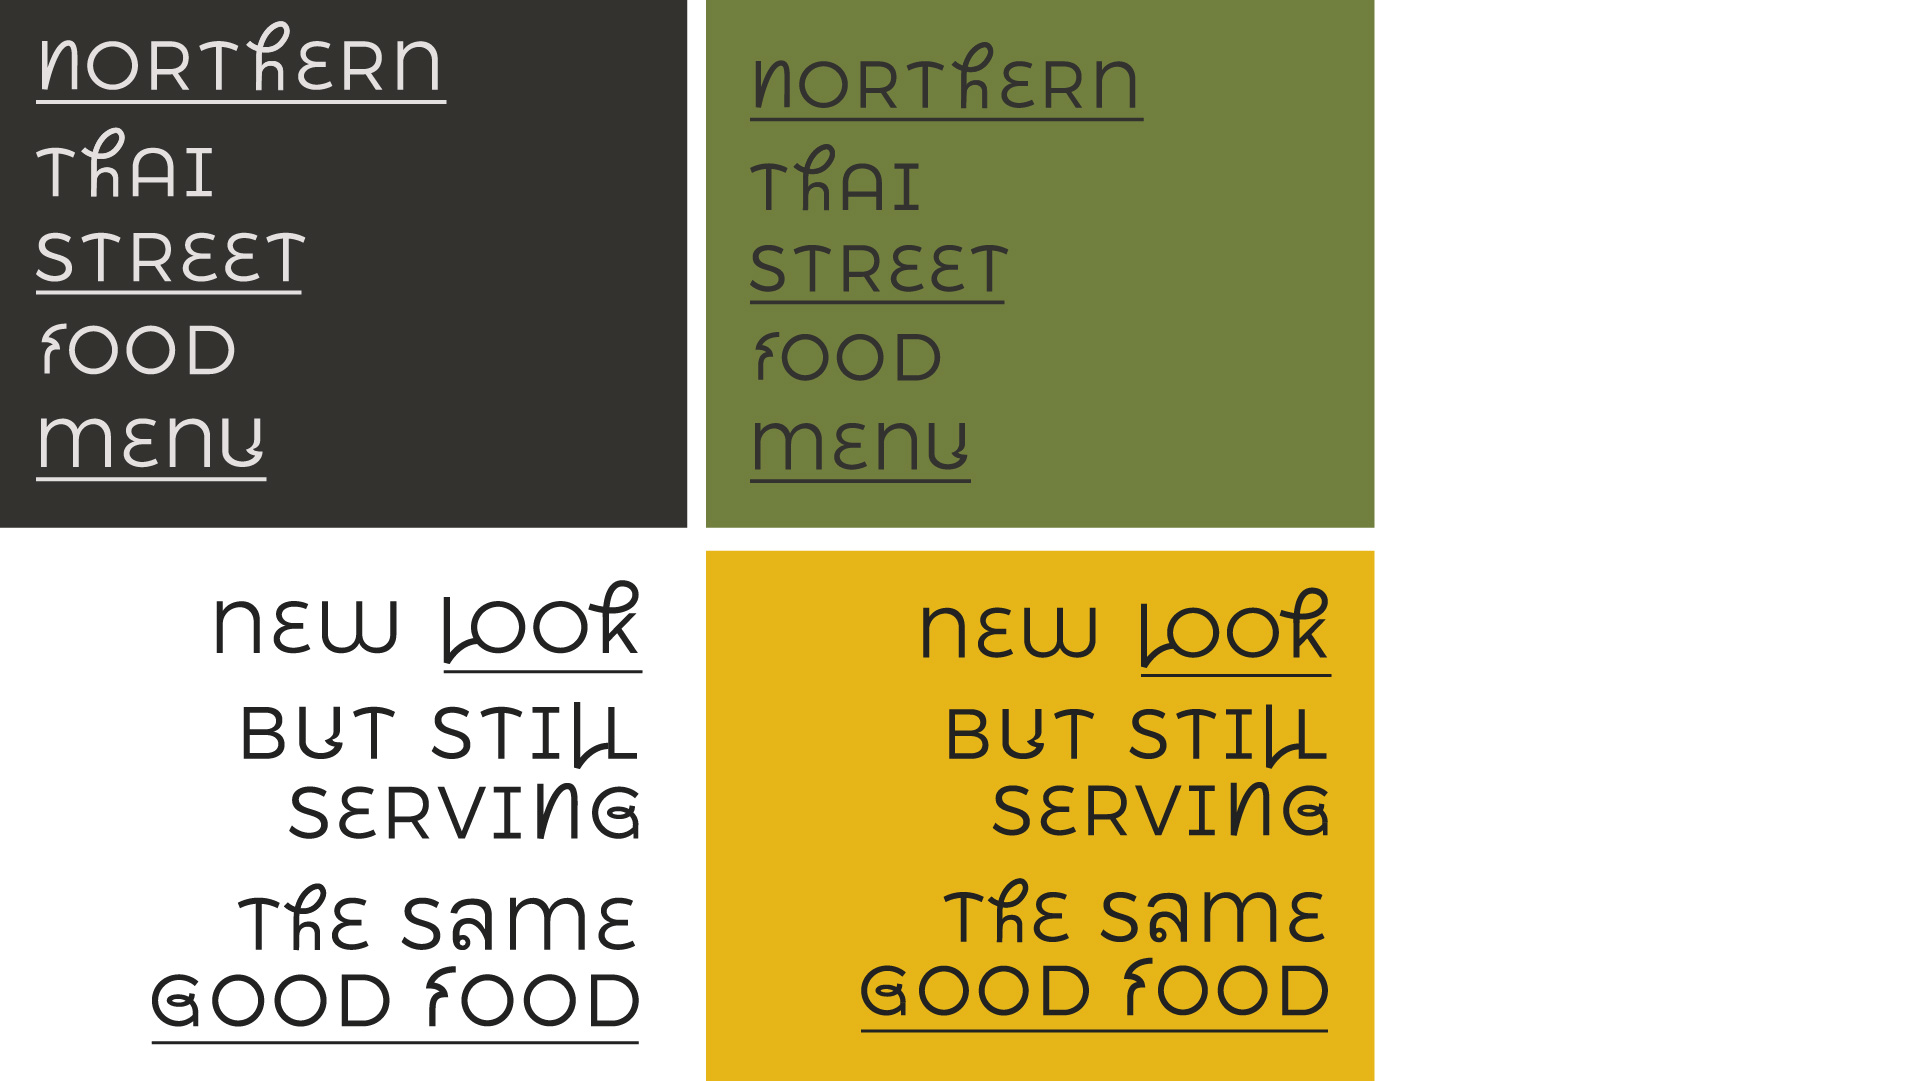 NORTHERN
THAI
STREET
FOOD
MENU
NORTHERN
THAI
STREET
FOOD
MENU
NEW LOOK
BUT STILL
SERVING
THE SAME
GOOD FOOD
NEW LOOK
BUT STILL
SERVING
THE SAME
GOOD FOOD